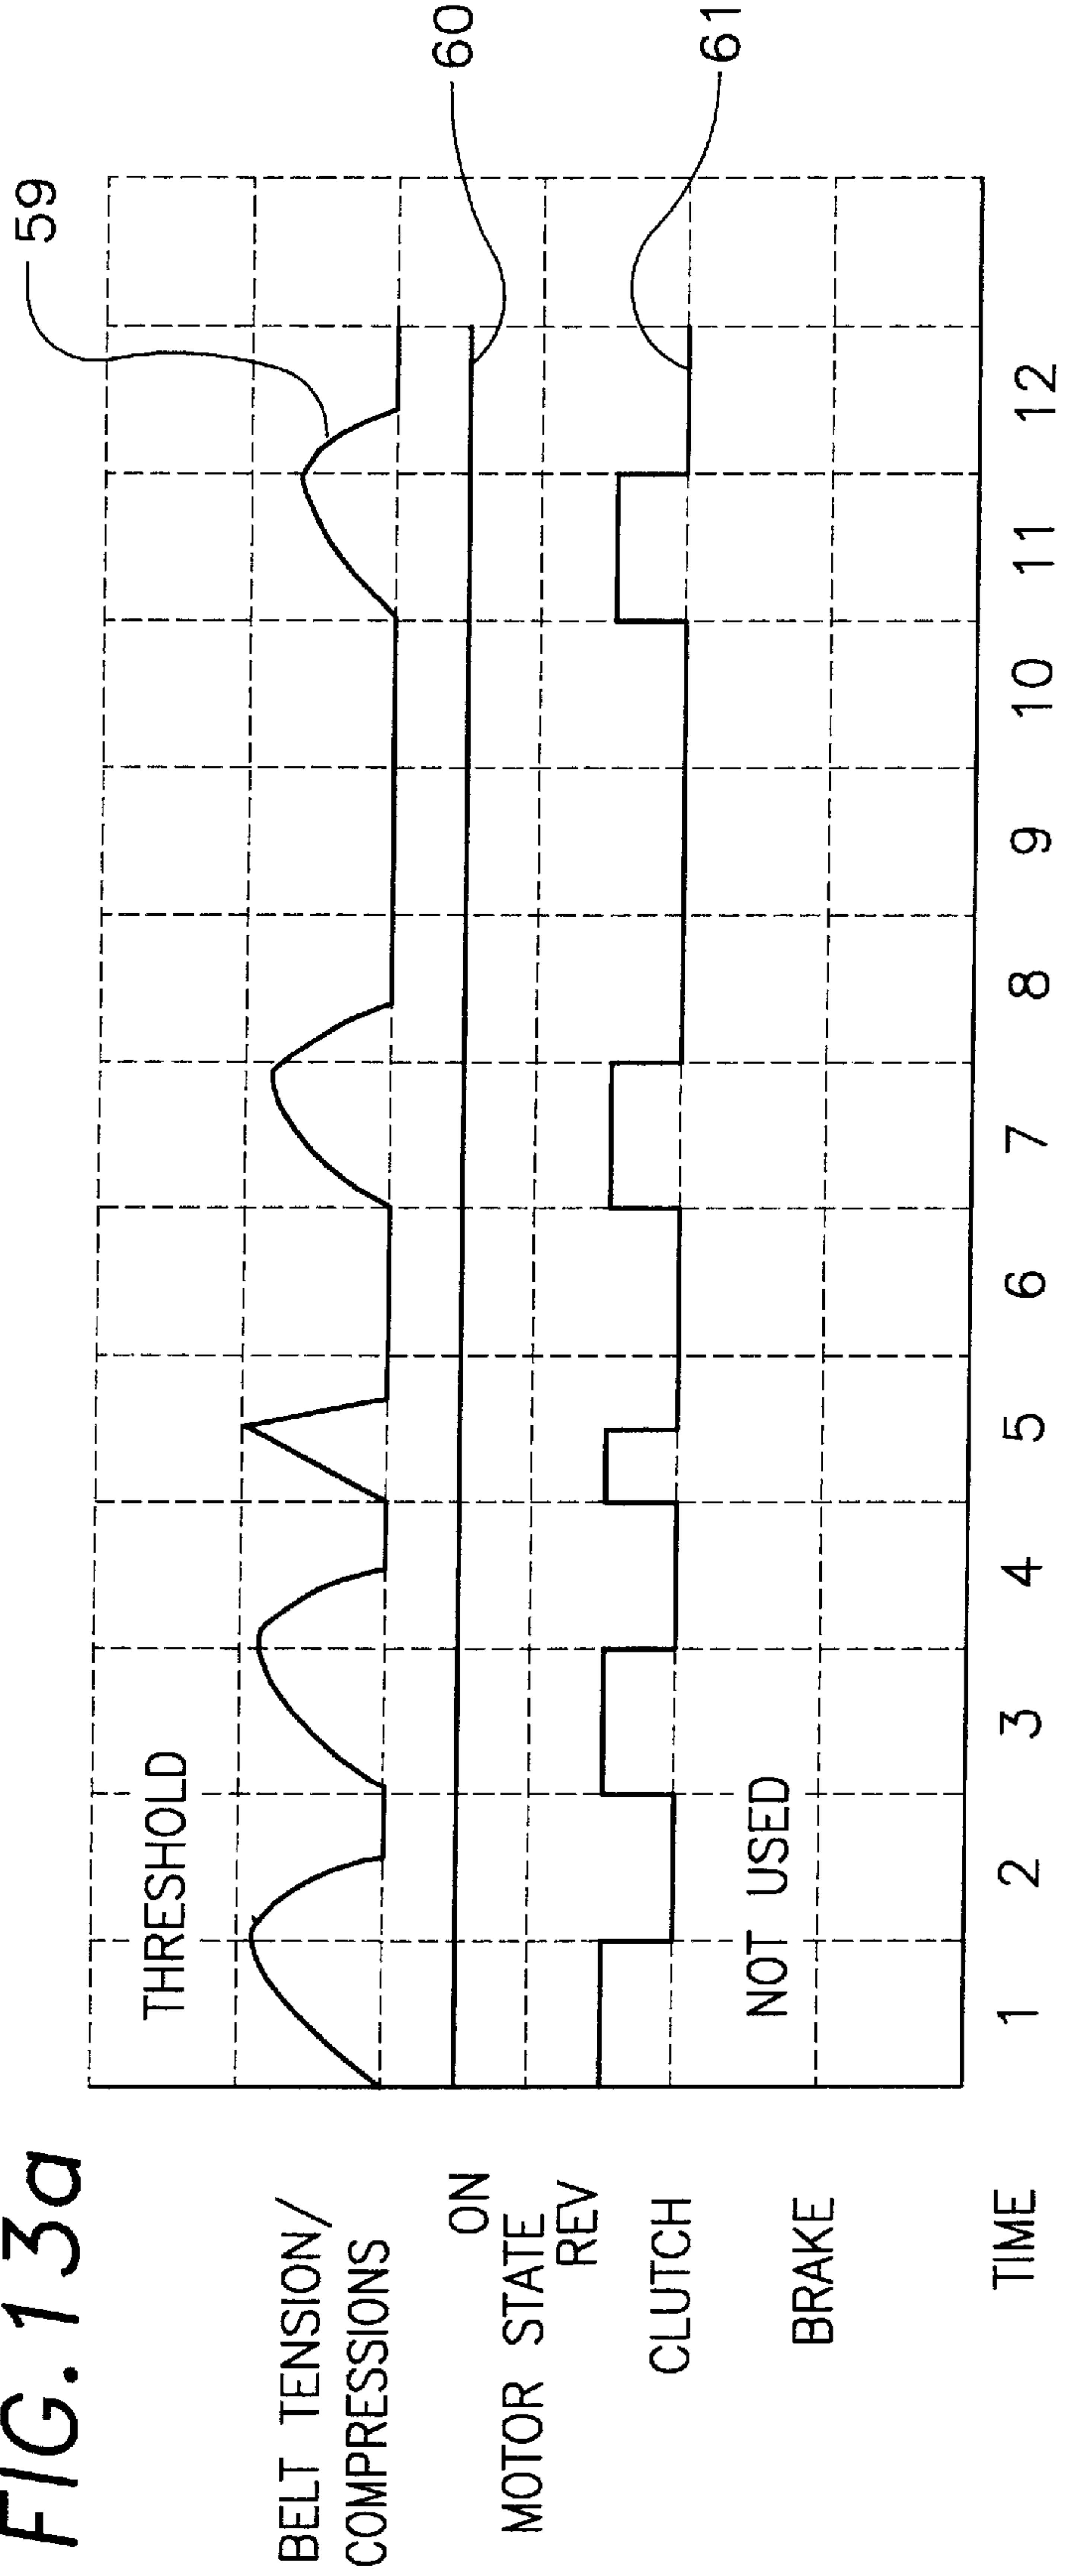 FIG. 13a
59
60
61
THRESHOLD
BELT TENSION/
COMPRESSIONS
ON
MOTOR STATE
REV
CLUTCH
NOT USED
BRAKE
TIME
1 2 3 4 5 6 7 8 9 10 11 12